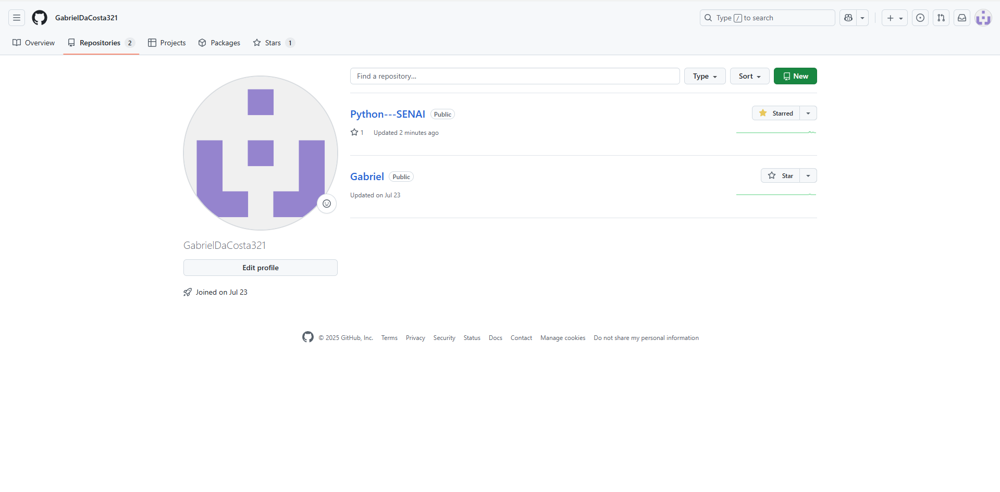 GabrielDaCosta321
Type / to search
Overview
Repositories 2
Projects
Packages
Stars 1
Find a repository...
Type
Sort
New
Python---SENAI Public
Starred
1 Updated 2 minutes ago
Gabriel Public
Star
Updated on Jul 23
GabrielDaCosta321
Edit profile
Joined on Jul 23
© 2025 GitHub, Inc. Terms Privacy Security Status Docs Contact Manage cookies Do not share my personal information